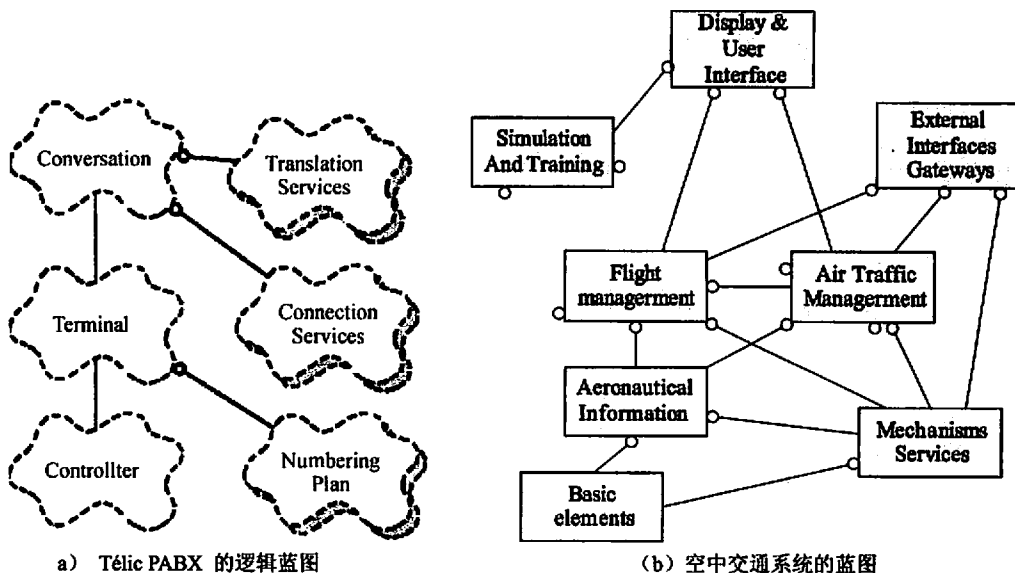 Conversation
Translation
Services
Terminal
Connection
Services
Controllter
Numbering
Plan
a） Télic PABX 的逻辑蓝图
Display &
User
Interface
Simulation
And Training
External
Interfaces
Gateways
Flight
managerment
Air Traffic
Managerment
Aeronautical
Information
Mechanisms
Services
Basic
elements
（b）空中交通系统的蓝图